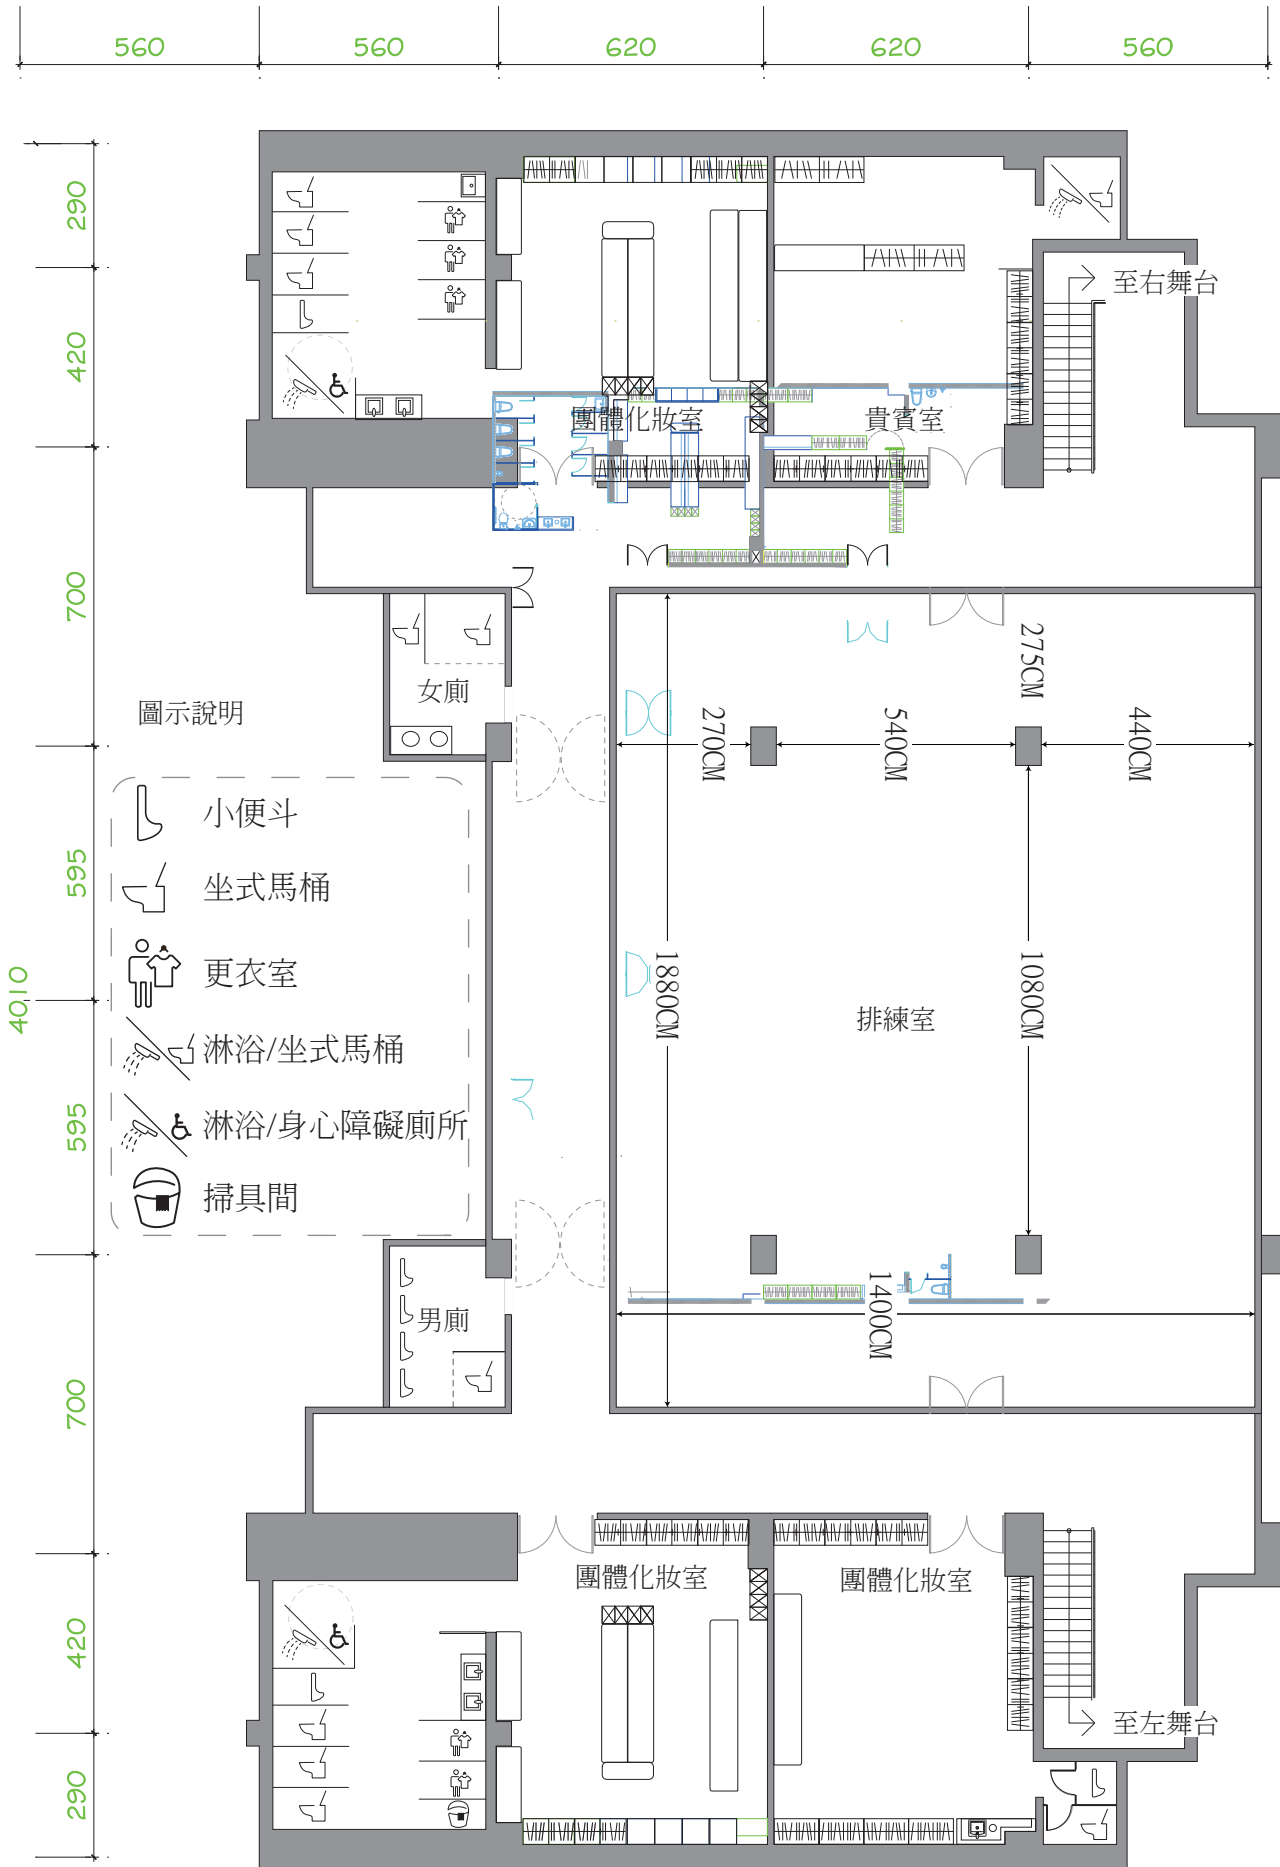 560
560
620
620
560
290
420
700
595
4010
595
700
420
290
至右舞台
團體化妝室
貴賓室
女廁
圖示說明
275CM
270CM
540CM
440CM
小便斗
坐式馬桶
更衣室
淋浴/坐式馬桶
淋浴/身心障礙廁所
掃具間
1880CM
1080CM
排練室
男廁
1400CM
團體化妝室
團體化妝室
至左舞台